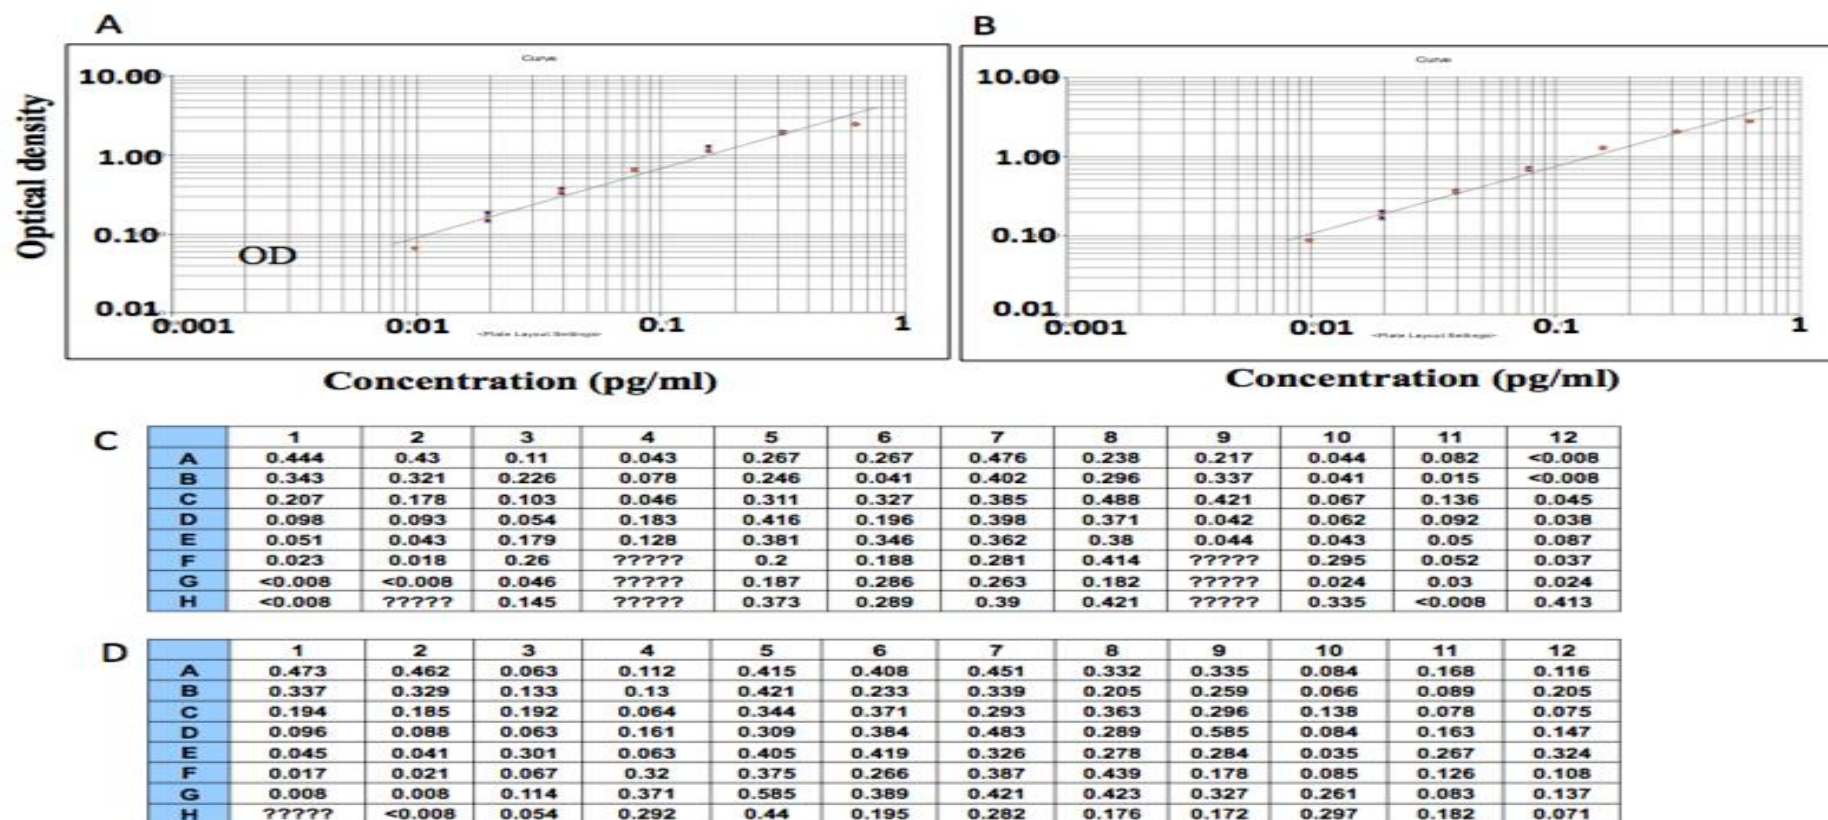 A
B
Curve
Curve
10.00
10.00
Optical density
1.00
1.00
0.10
0.10
OD
0.01
0.01
0.001 0.01 0.1 1
0.001 0.01 0.1 1
<Plate Layout Settings>
<Plate Layout Settings>
Concentration (pg/ml)
Concentration (pg/ml)
C
1 2 3 4 5 6 7 8 9 10 11 12
A 0.444 0.43 0.11 0.043 0.267 0.267 0.476 0.238 0.217 0.044 0.082 <0.008
B 0.343 0.321 0.226 0.078 0.246 0.041 0.402 0.296 0.337 0.041 0.015 <0.008
C 0.207 0.178 0.103 0.046 0.311 0.327 0.385 0.488 0.421 0.067 0.136 0.045
D 0.098 0.093 0.054 0.183 0.416 0.196 0.398 0.371 0.042 0.062 0.092 0.038
E 0.051 0.043 0.179 0.128 0.381 0.346 0.362 0.38 0.044 0.043 0.05 0.087
F 0.023 0.018 0.26 ????? 0.2 0.188 0.281 0.414 ????? 0.295 0.052 0.037
G <0.008 <0.008 0.046 ????? 0.187 0.286 0.263 0.182 ????? 0.024 0.03 0.024
H <0.008 ????? 0.145 ????? 0.373 0.289 0.39 0.421 ????? 0.335 <0.008 0.413
D
1 2 3 4 5 6 7 8 9 10 11 12
A 0.473 0.462 0.063 0.112 0.415 0.408 0.451 0.332 0.335 0.084 0.168 0.116
B 0.337 0.329 0.133 0.13 0.421 0.233 0.339 0.205 0.259 0.066 0.089 0.205
C 0.194 0.185 0.192 0.064 0.344 0.371 0.293 0.363 0.296 0.138 0.078 0.075
D 0.096 0.088 0.063 0.161 0.309 0.384 0.483 0.289 0.585 0.084 0.163 0.147
E 0.045 0.041 0.301 0.063 0.405 0.419 0.326 0.278 0.284 0.035 0.267 0.324
F 0.017 0.021 0.067 0.32 0.375 0.266 0.387 0.439 0.178 0.085 0.126 0.108
G 0.008 0.008 0.114 0.371 0.585 0.389 0.421 0.423 0.327 0.261 0.083 0.137
H ????? <0.008 0.054 0.292 0.44 0.195 0.282 0.176 0.172 0.297 0.182 0.071